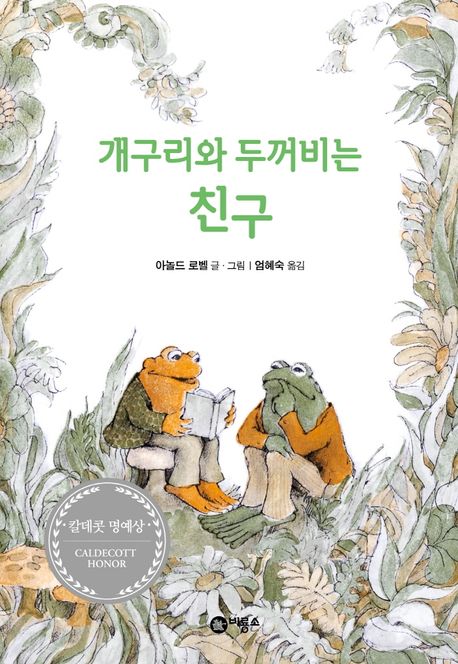 개구리와 두꺼비는
친구
아놀드 로벨 글 · 그림 | 엄혜숙 옮김
칼데콧 명예상
CALDECOTT
HONOR
비룡소